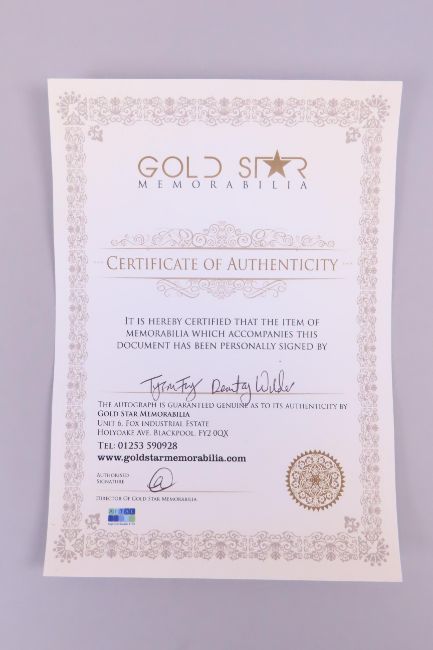 GOLD STAR
MEMORABILIA
CERTIFICATE OF AUTHENTICITY
IT IS HEREBY CERTIFIED THAT THE ITEM OF
MEMORABILIA WHICH ACCOMPANIES THIS
DOCUMENT HAS BEEN PERSONALLY SIGNED BY
Tyson Fury Deontay Wilder
THE AUTOGRAPH IS GUARANTEED GENUINE AS TO ITS AUTHENTICITY BY
GOLD STAR MEMORABILIA
UNIT 6, FOX INDUSTRIAL ESTATE
HOLYOAKE AVE, BLACKPOOL, FY2 0QX
TEL: 01253 590928
www.goldstarmemorabilia.com
AUTHORISED
SIGNATURE
DIRECTOR OF GOLD STAR MEMORABILIA